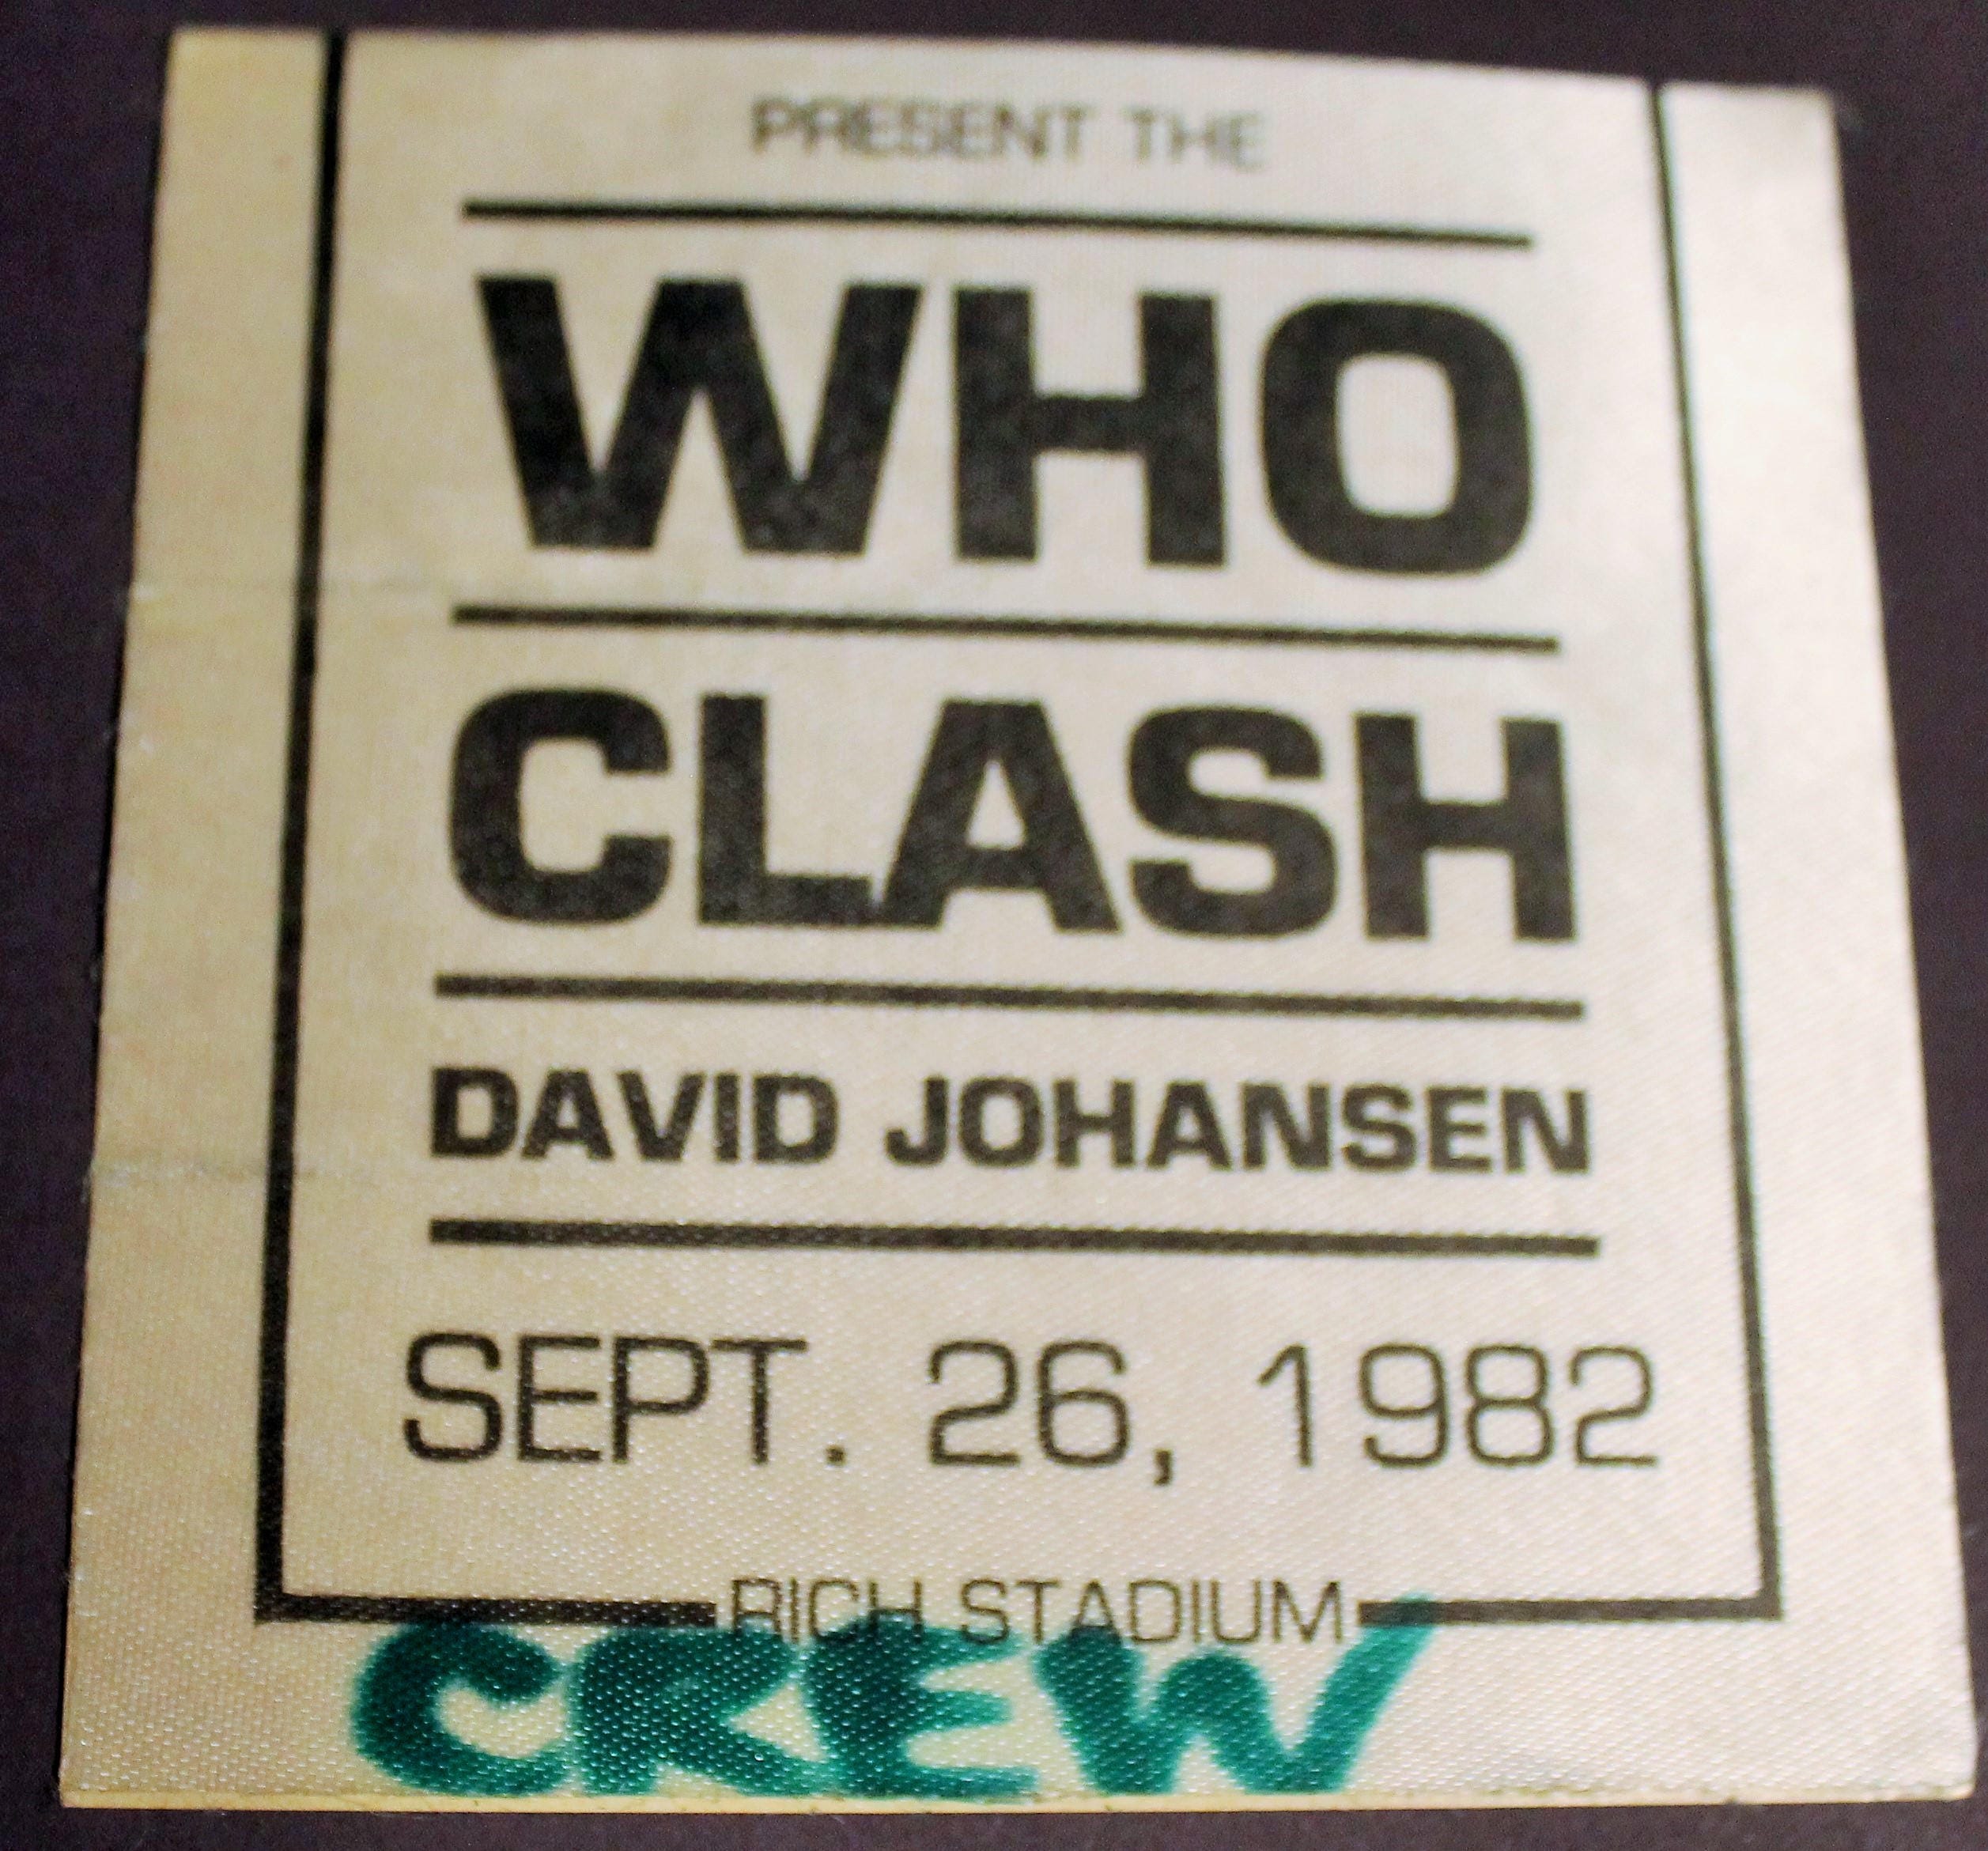 PRESENT THE
WHO
CLASH
DAVID JOHANSEN
SEPT. 26, 1982
RICH STADIUM
CREW